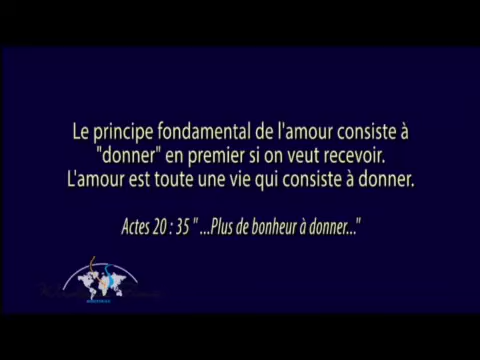 Le principe fondamental de l'amour consiste à
"donner" en premier si on veut recevoir.
L'amour est toute une vie qui consiste à donner.
Actes 20 : 35 " ...Plus de bonheur à donner..."